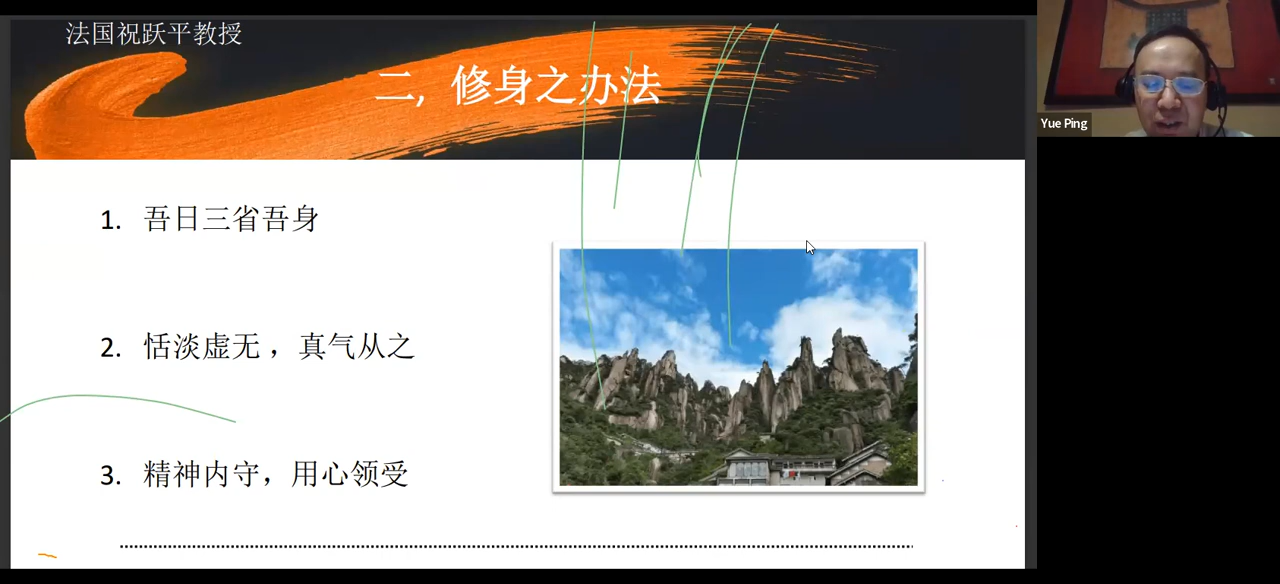 法国祝跃平教授
二，修身之办法
Yue Ping
1. 吾日三省吾身
2. 恬淡虚无，真气从之
3. 精神内守，用心领受